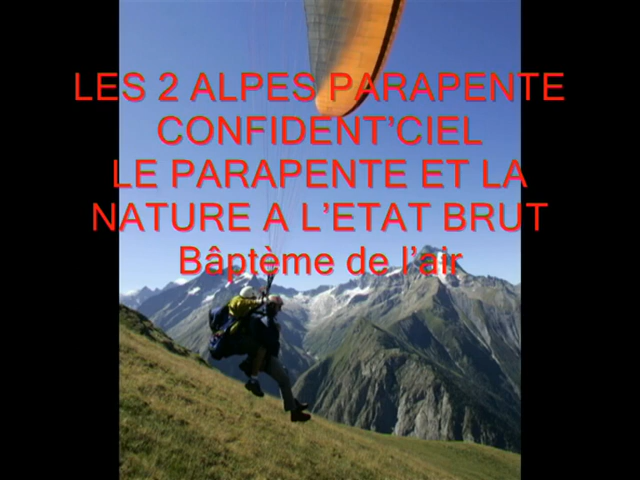 LES 2 ALPES PARAPENTE
CONFIDENT’CIEL
LE PARAPENTE ET LA
NATURE A L’ETAT BRUT
Bâptème de l’air